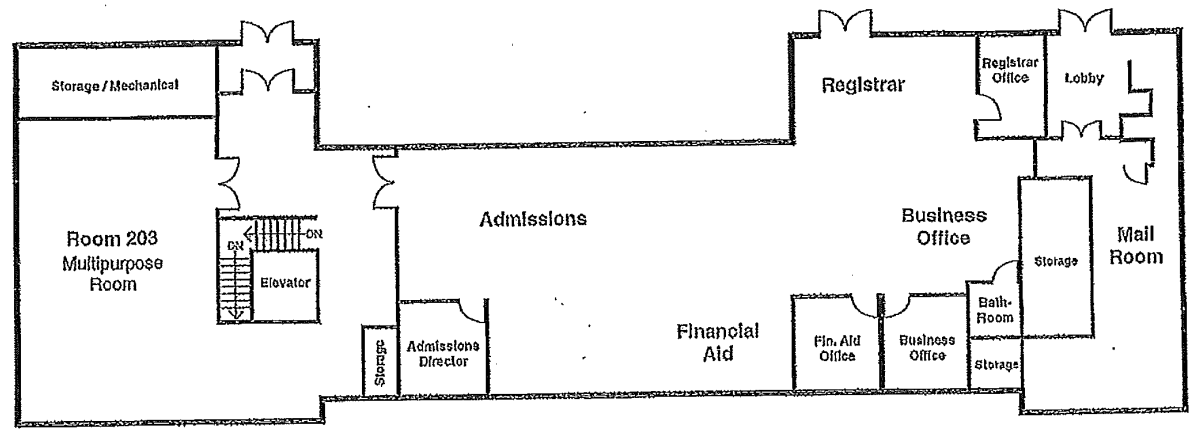 Storage / Mechanical
Registrar
Registrar
Office
Lobby
Admissions
Business
Office
Mail
Room
Room 203
Multipurpose
Room
DN
DN
Elevator
Storage
Bath-
Room
Financial
Aid
Storage
Admissions
Director
Fin. Aid
Office
Business
Office
Storage